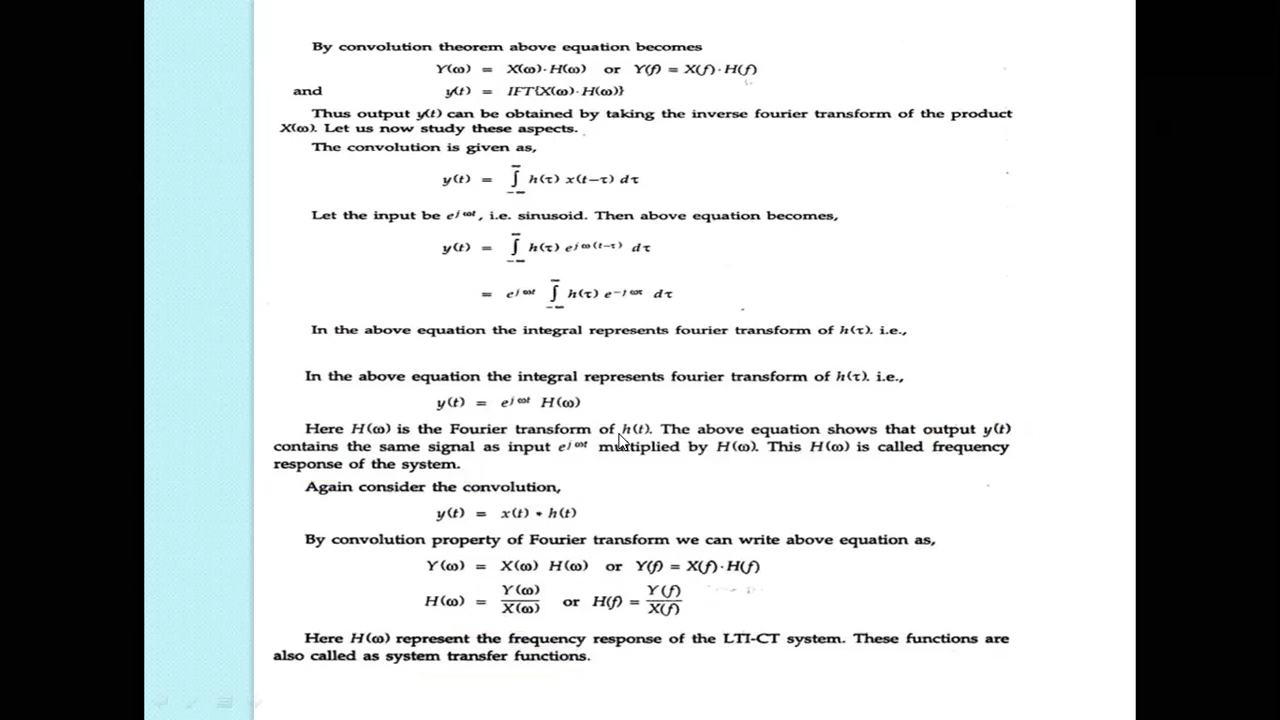 By convolution theorem above equation becomes
Y(ω) = X(ω)·H(ω) or Y(f) = X(f)·H(f)
and y(t) = IFT{X(ω)·H(ω)}
Thus output y(t) can be obtained by taking the inverse fourier transform of the product
X(ω). Let us now study these aspects.
The convolution is given as,
y(t) = ∫_{-∞}^{∞} h(τ) x(t−τ) dτ
Let the input be e^{jωt}, i.e. sinusoid. Then above equation becomes,
y(t) = ∫_{-∞}^{∞} h(τ) e^{jω(t−τ)} dτ
= e^{jωt} ∫_{-∞}^{∞} h(τ) e^{−jωτ} dτ
In the above equation the integral represents fourier transform of h(τ). i.e.,
In the above equation the integral represents fourier transform of h(τ). i.e.,
y(t) = e^{jωt} H(ω)
Here H(ω) is the Fourier transform of h(t). The above equation shows that output y(t)
contains the same signal as input e^{jωt} multiplied by H(ω). This H(ω) is called frequency
response of the system.
Again consider the convolution,
y(t) = x(t) * h(t)
By convolution property of Fourier transform we can write above equation as,
Y(ω) = X(ω) H(ω) or Y(f) = X(f)·H(f)
H(ω) = Y(ω)/X(ω) or H(f) = Y(f)/X(f)
Here H(ω) represent the frequency response of the LTI-CT system. These functions are
also called as system transfer functions.